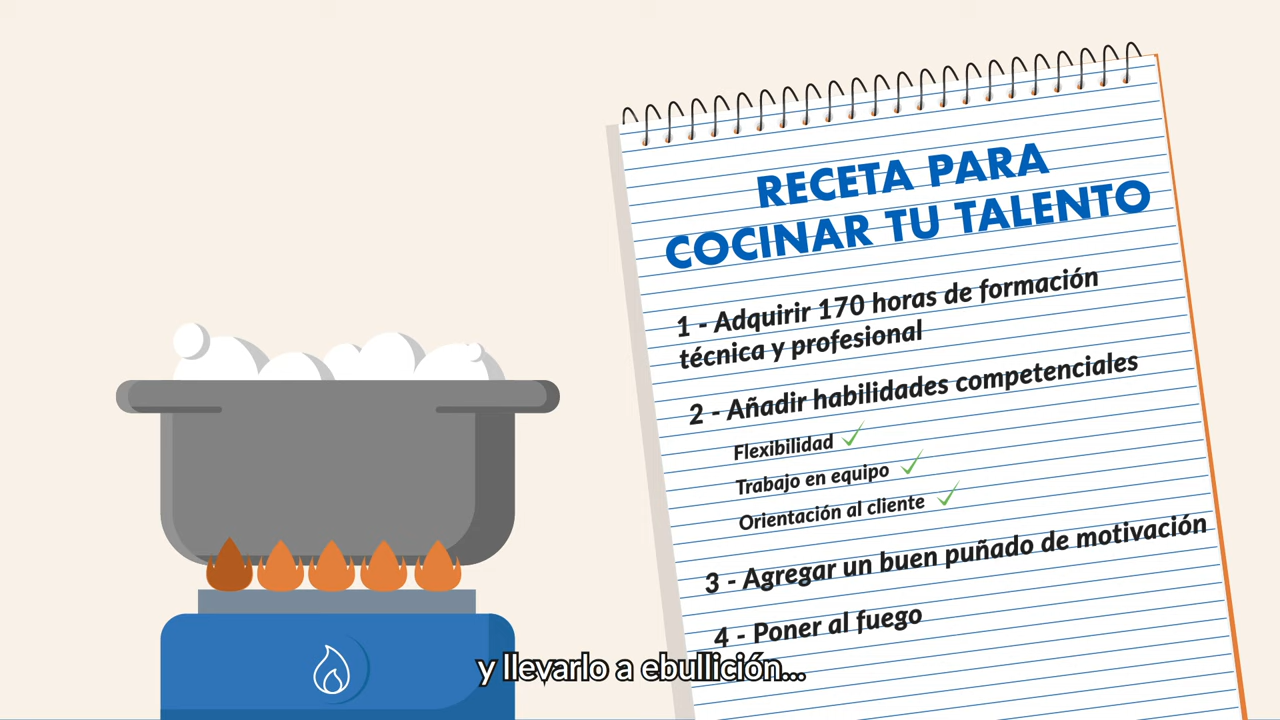 RECETA PARA
COCINAR TU TALENTO
1 - Adquirir 170 horas de formación
técnica y profesional
2 - Añadir habilidades competenciales
Flexibilidad
Trabajo en equipo
Orientación al cliente
3 - Agregar un buen puñado de motivación
4 - Poner al fuego
y llevarlo a ebullición...